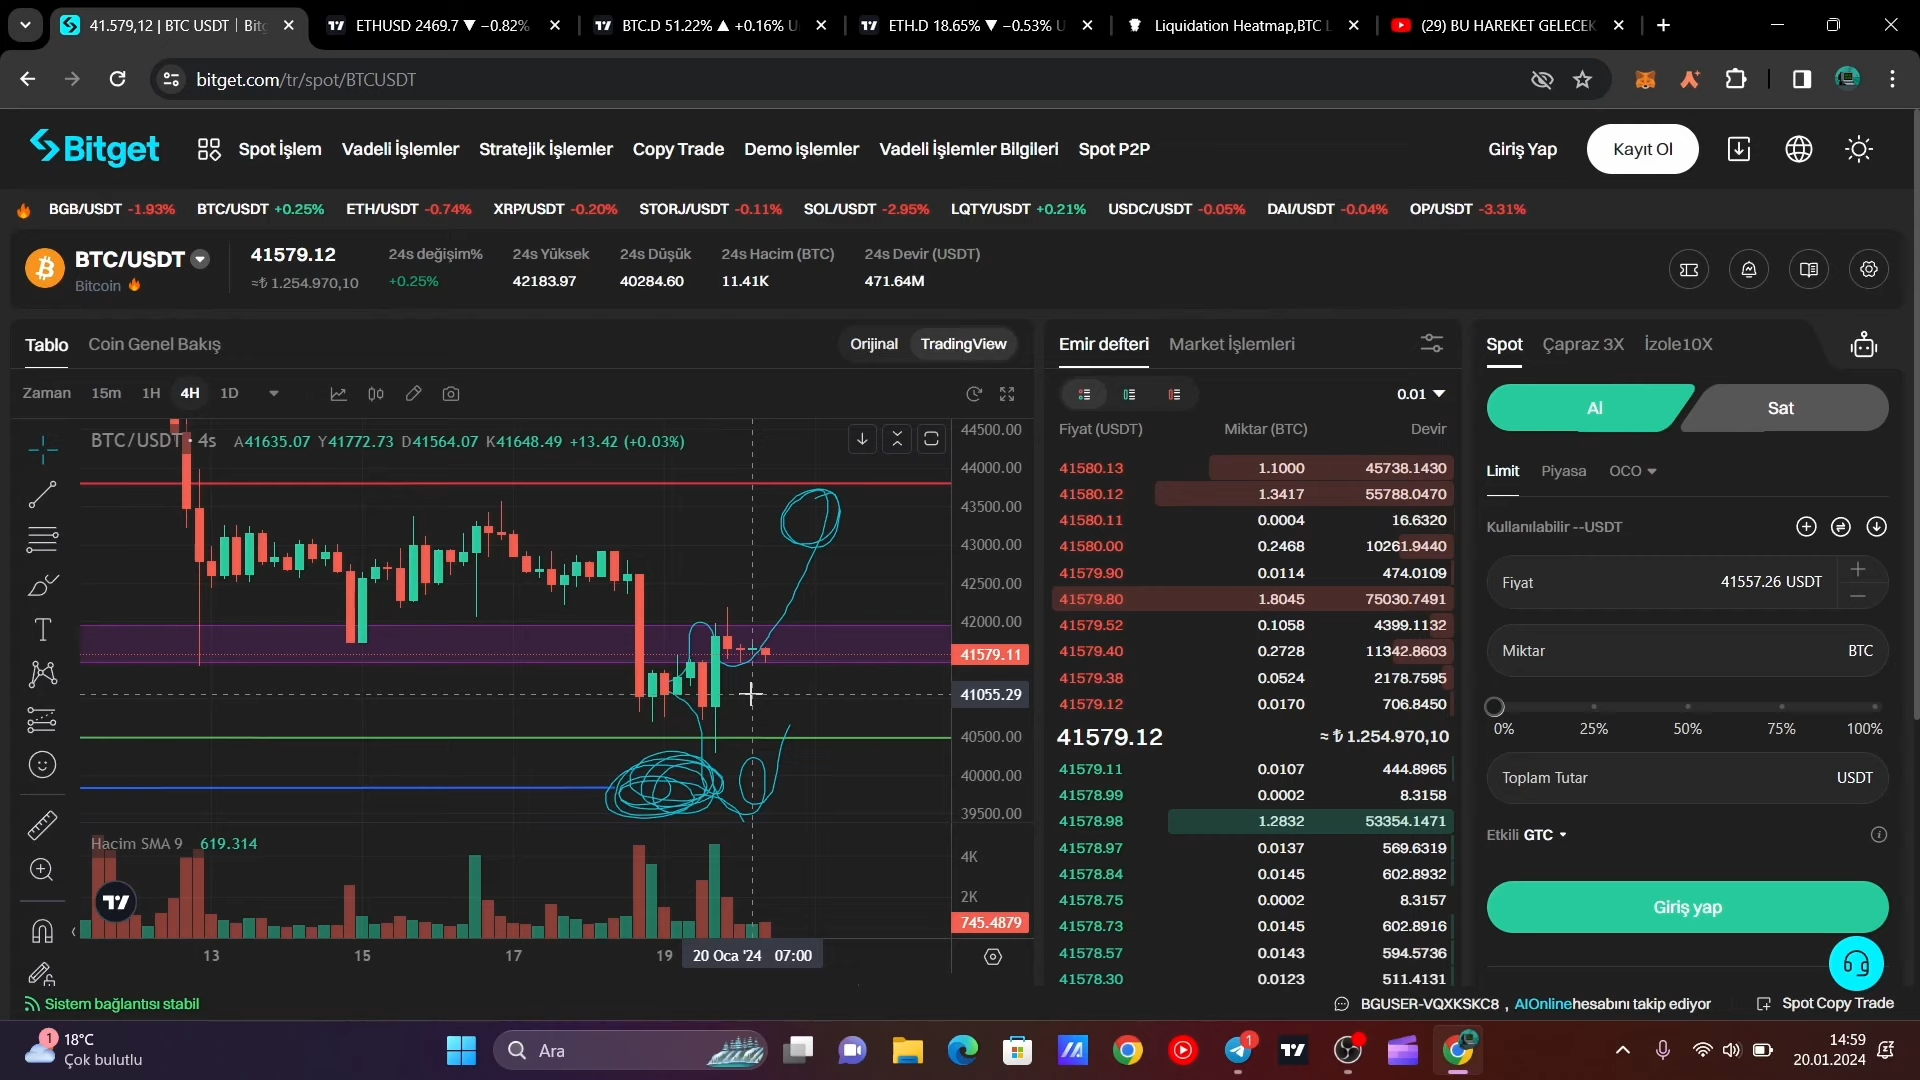 41.579,12 | BTC USDT | Bitg
ETHUSD 2469.7 ▼ −0.82%
BTC.D 51.22% ▲ +0.16% U
ETH.D 18.65% ▼ −0.53% U
Liquidation Heatmap,BTC L
(29) BU HAREKET GELECEK
bitget.com/tr/spot/BTCUSDT
Bitget
Spot İşlem
Vadeli İşlemler
Stratejik İşlemler
Copy Trade
Demo İşlemler
Vadeli İşlemler Bilgileri
Spot P2P
Giriş Yap
Kayıt Ol
BGB/USDT -1.93%
BTC/USDT +0.25%
ETH/USDT -0.74%
XRP/USDT -0.20%
STORJ/USDT -0.11%
SOL/USDT -2.95%
LQTY/USDT +0.21%
USDC/USDT -0.05%
DAI/USDT -0.04%
OP/USDT -3.31%
BTC/USDT
Bitcoin
41579.12
≈₺ 1.254.970,10
24s değişim%
+0.25%
24s Yüksek
42183.97
24s Düşük
40284.60
24s Hacim (BTC)
11.41K
24s Devir (USDT)
471.64M
Tablo
Coin Genel Bakış
Original
TradingView
Zaman 15m 1H 4H 1D
BTC/USDT • 4s A41635.07 Y41772.73 D41564.07 K41648.49 +13.42 (+0.03%)
44500.00
44000.00
43500.00
43000.00
42500.00
42000.00
41579.11
41055.29
40500.00
40000.00
39500.00
Hacim SMA 9 619.314
4K
2K
745.4879
13 15 17 19 20 Oca '24 07:00
Emir defteri
Market İşlemleri
0.01
Fiyat (USDT) Miktar (BTC) Devir
41580.13 1.1000 45738.1430
41580.12 1.3417 55788.0470
41580.11 0.0004 16.6320
41580.00 0.2468 10261.9440
41579.90 0.0114 474.0109
41579.80 1.8045 75030.7491
41579.52 0.1058 4399.1132
41579.40 0.2728 11342.8603
41579.38 0.0524 2178.7595
41579.12 0.0170 706.8450
41579.12 ≈ ₺ 1.254.970,10
41579.11 0.0107 444.8965
41578.99 0.0002 8.3158
41578.98 1.2832 53354.1471
41578.97 0.0137 569.6319
41578.84 0.0145 602.8932
41578.75 0.0002 8.3157
41578.73 0.0145 602.8916
41578.57 0.0143 594.5736
41578.30 0.0123 511.4131
Spot
Çapraz 3X
İzole10X
Al
Sat
Limit
Piyasa
OCO
Kullanılabilir --USDT
Fiyat 41557.26 USDT
Miktar BTC
0% 25% 50% 75% 100%
Toplam Tutar USDT
Etkili GTC
Giriş yap
Sistem bağlantısı stabil
BGUSER-VQXKSKC8 , AIOnlinehesabını takip ediyor
Spot Copy Trade
1
18°C
Çok bulutlu
Ara
1
14:59
20.01.2024